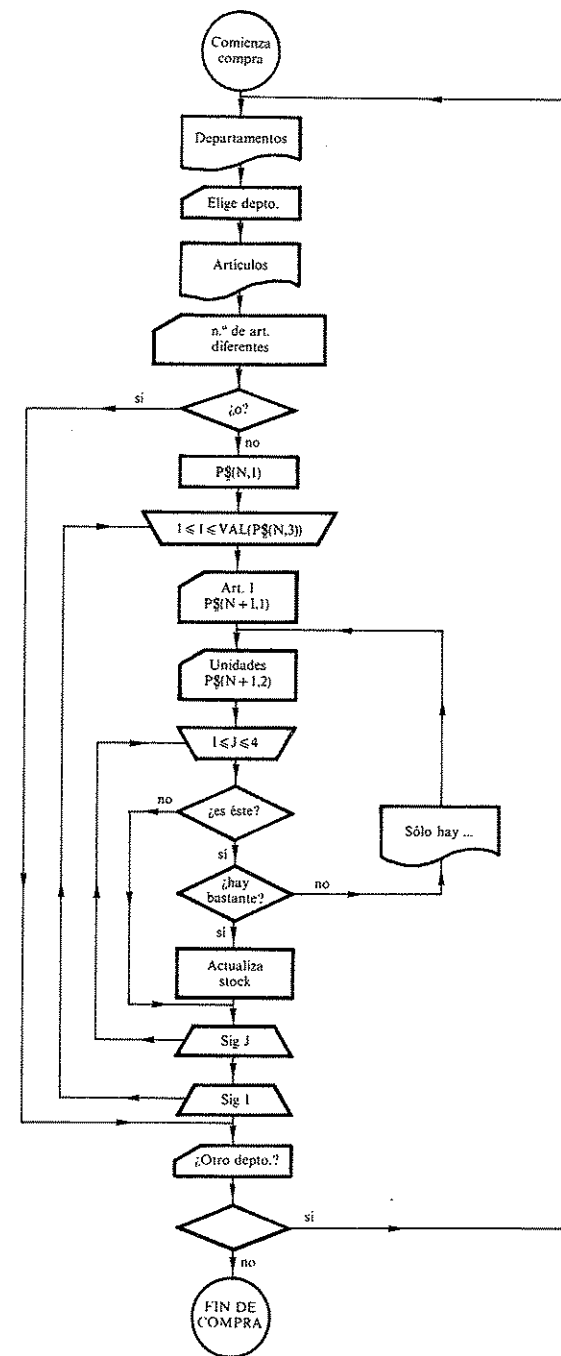 Comienza
compra
Departamentos
Elige depto.
Artículos
n.º de art.
diferentes
sí
¿o?
no
P$(N,1)
1 ⩽ I ⩽ VAL(P$(N,3))
Art. I
P$(N + I,1)
Unidades
P$(N + I,2)
1 ⩽ J ⩽ 4
no
¿es éste?
Sólo hay ...
sí
¿hay
bastante?
no
sí
Actualiza
stock
Sig J
Sig I
¿Otro depto.?
sí
no
FIN DE
COMPRA